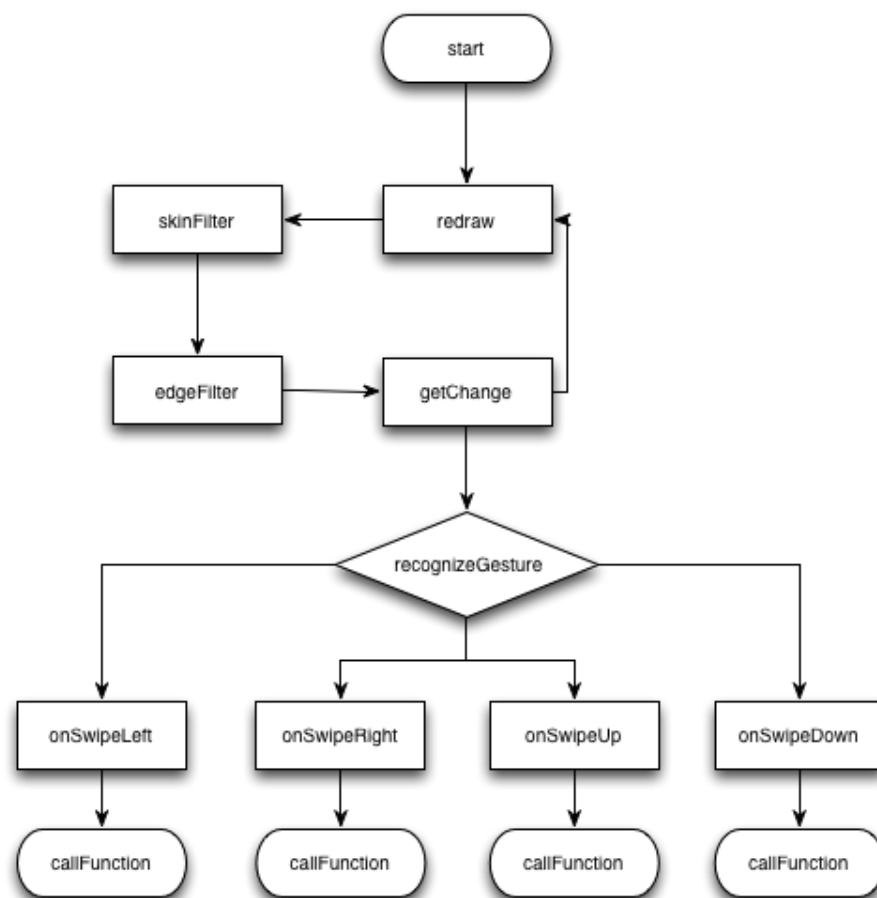 start
skinFilter
redraw
edgeFilter
getChange
recognizeGesture
onSwipeLeft
onSwipeRight
onSwipeUp
onSwipeDown
callFunction
callFunction
callFunction
callFunction